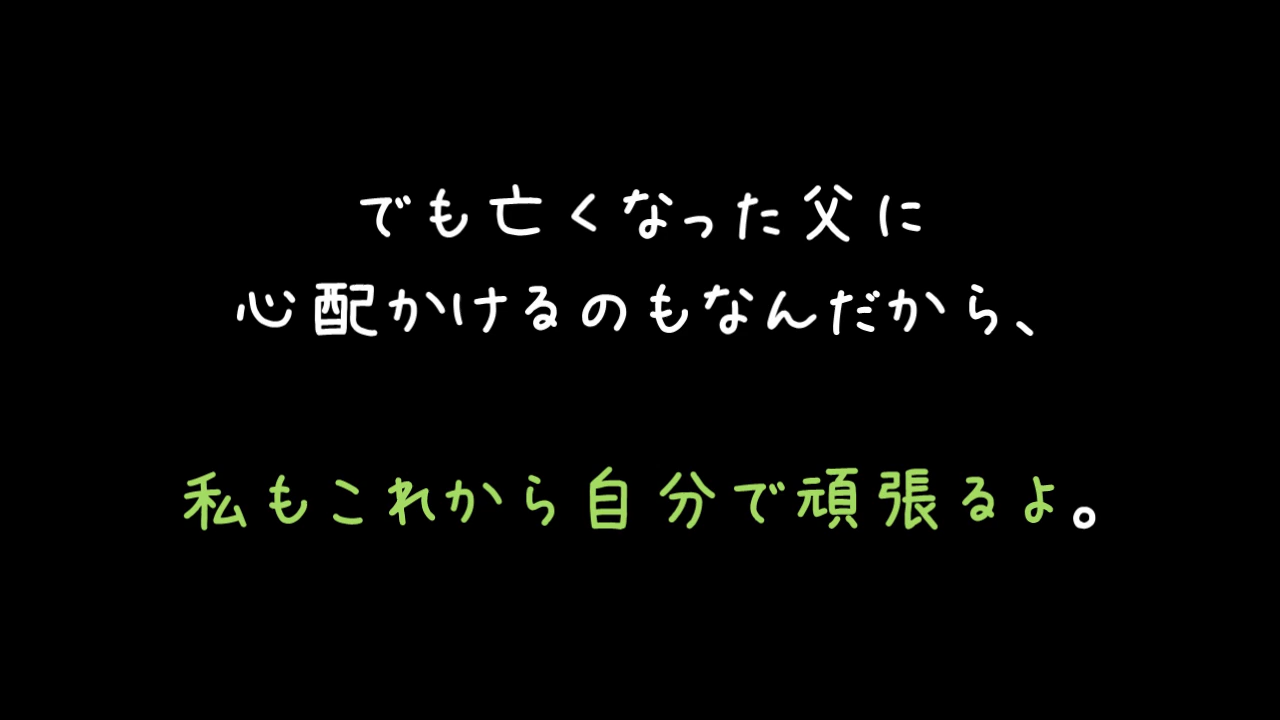 でも亡くなった父に
心配かけるのもなんだから、
私もこれから自分で頑張るよ。